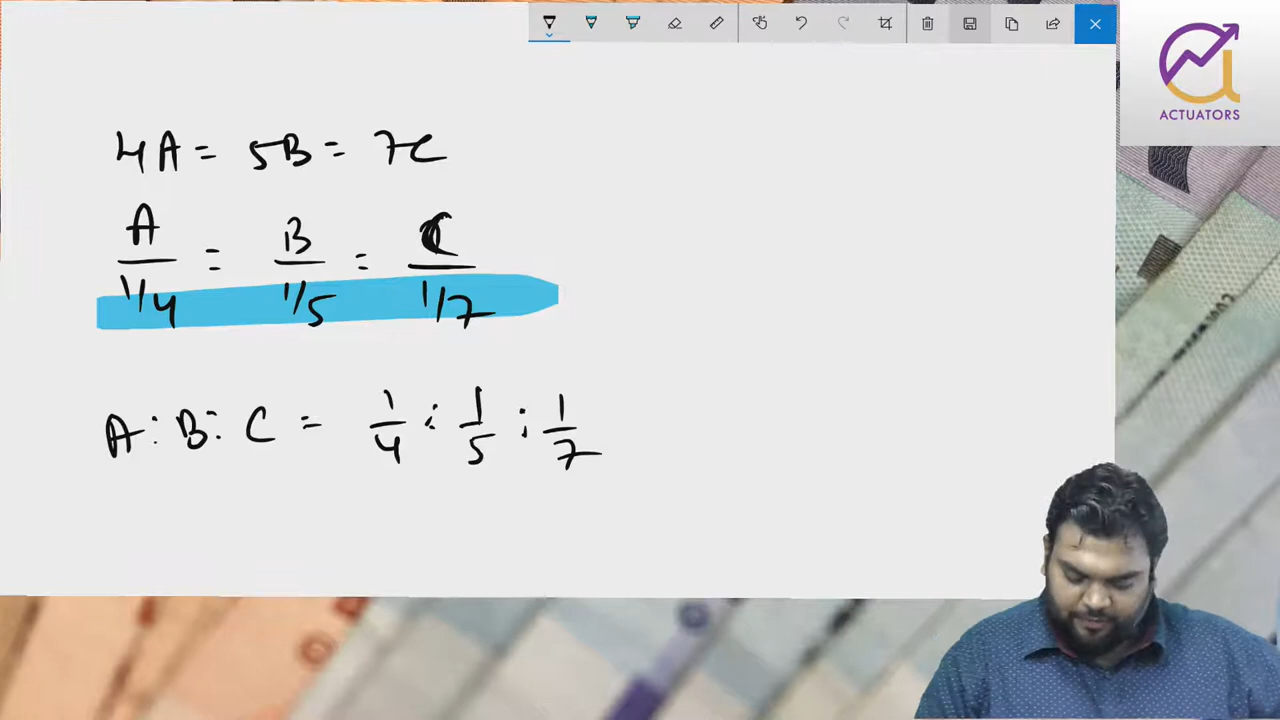 ACTUATORS
4A = 5B = 7C
A/1/4 = B/1/5 = C/1/7
A : B : C = 1/4 : 1/5 : 1/7